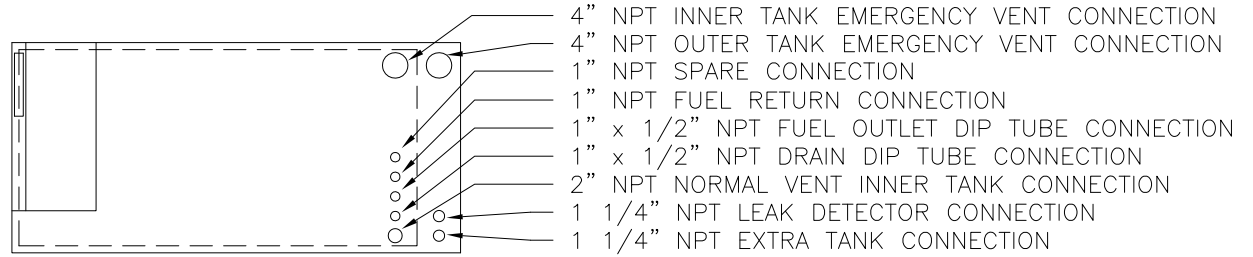 4” NPT INNER TANK EMERGENCY VENT CONNECTION
4” NPT OUTER TANK EMERGENCY VENT CONNECTION
1” NPT SPARE CONNECTION
1” NPT FUEL RETURN CONNECTION
1” x 1/2” NPT FUEL OUTLET DIP TUBE CONNECTION
1” x 1/2” NPT DRAIN DIP TUBE CONNECTION
2” NPT NORMAL VENT INNER TANK CONNECTION
1 1/4” NPT LEAK DETECTOR CONNECTION
1 1/4” NPT EXTRA TANK CONNECTION